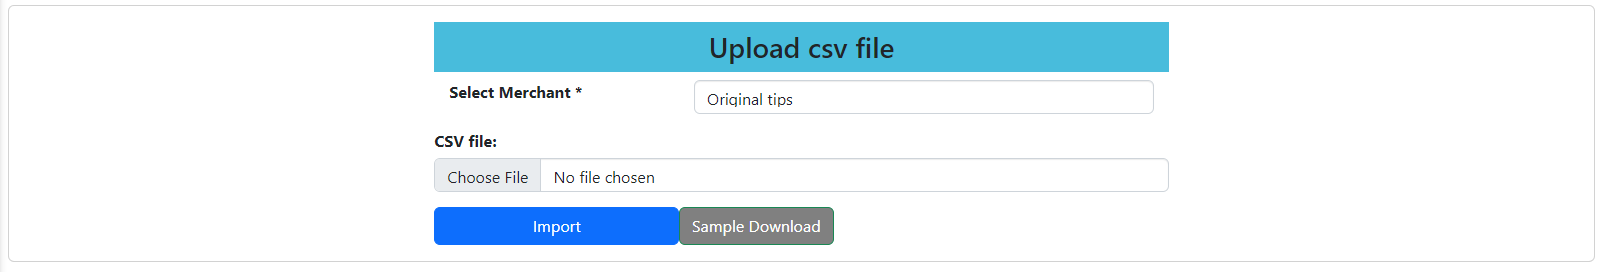 Upload csv file
Select Merchant * Original tips
CSV file:
Choose File No file chosen
Import Sample Download